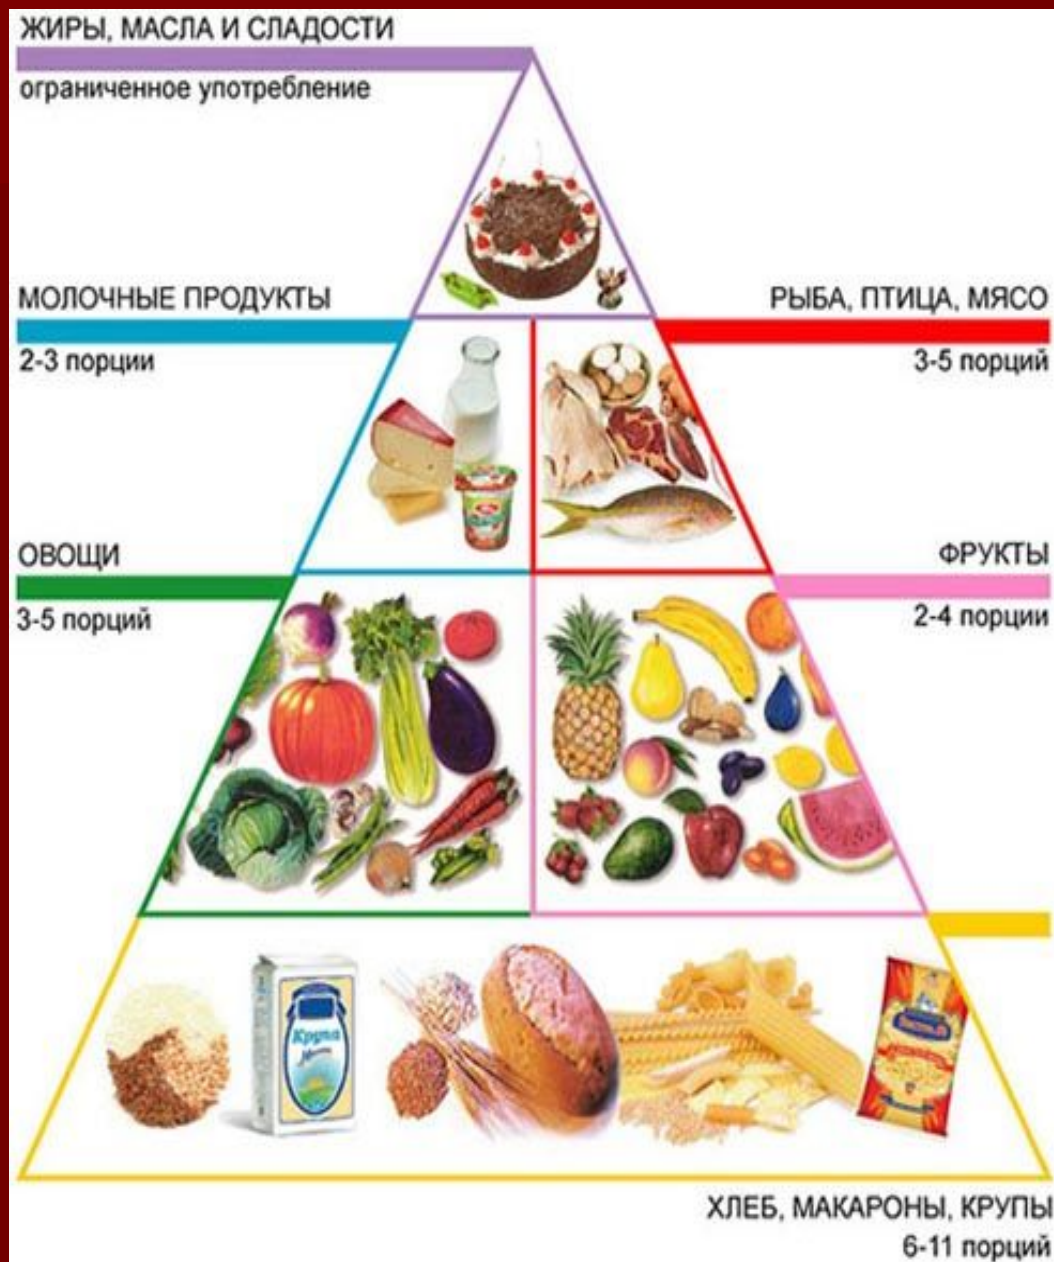 ЖИРЫ, МАСЛА И СЛАДОСТИ
ограниченное употребление
МОЛОЧНЫЕ ПРОДУКТЫ
2-3 порции
РЫБА, ПТИЦА, МЯСО
3-5 порций
ОВОЩИ
3-5 порций
ФРУКТЫ
2-4 порции
Крупа
ХЛЕБ, МАКАРОНЫ, КРУПЫ
6-11 порций